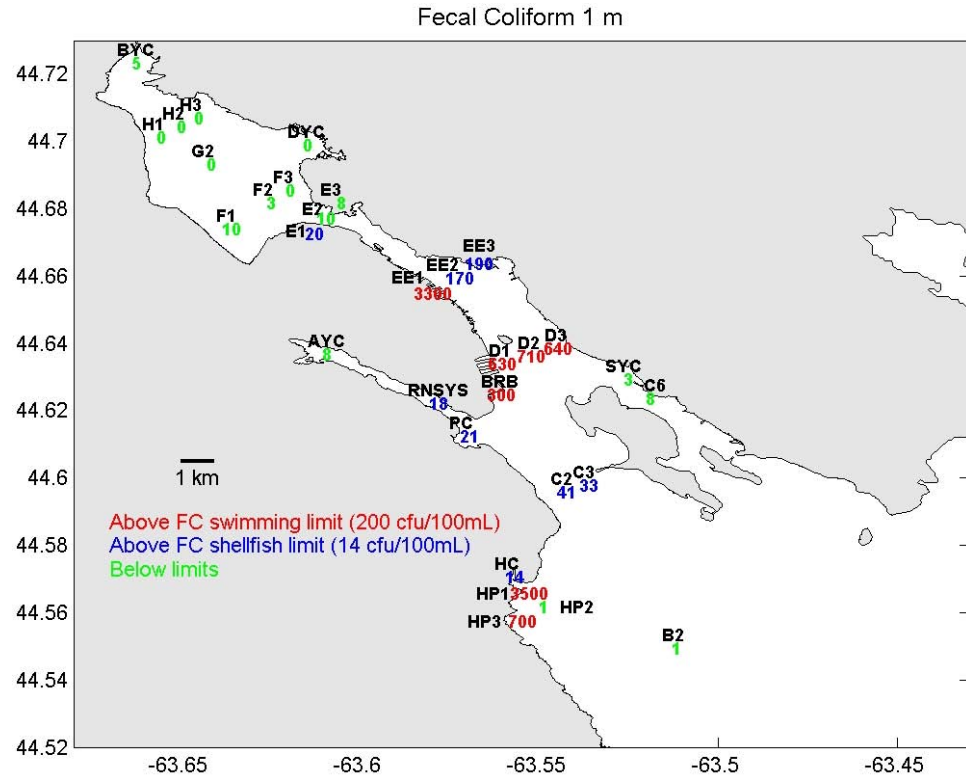 Fecal Coliform 1 m
44.72
44.7
44.68
44.66
44.64
44.62
44.6
44.58
44.56
44.54
44.52
BYC
5
H3
0
H2
0
H1
0
DYC
0
G2
0
F3
0
F2
3
E3
8
E2
10
F1
10
E1 20
EE3
190
EE2
170
EE1
3300
D3
640
D2
710
D1
630
AYC
8
SYC
3
C6
8
BRB
300
RNSYS
18
PC
21
C3
33
C2
41
1 km
Above FC swimming limit (200 cfu/100mL)
Above FC shellfish limit (14 cfu/100mL)
Below limits
HC
14
HP1 3500
1 HP2
HP3 700
B2
1
-63.65 -63.6 -63.55 -63.5 -63.45